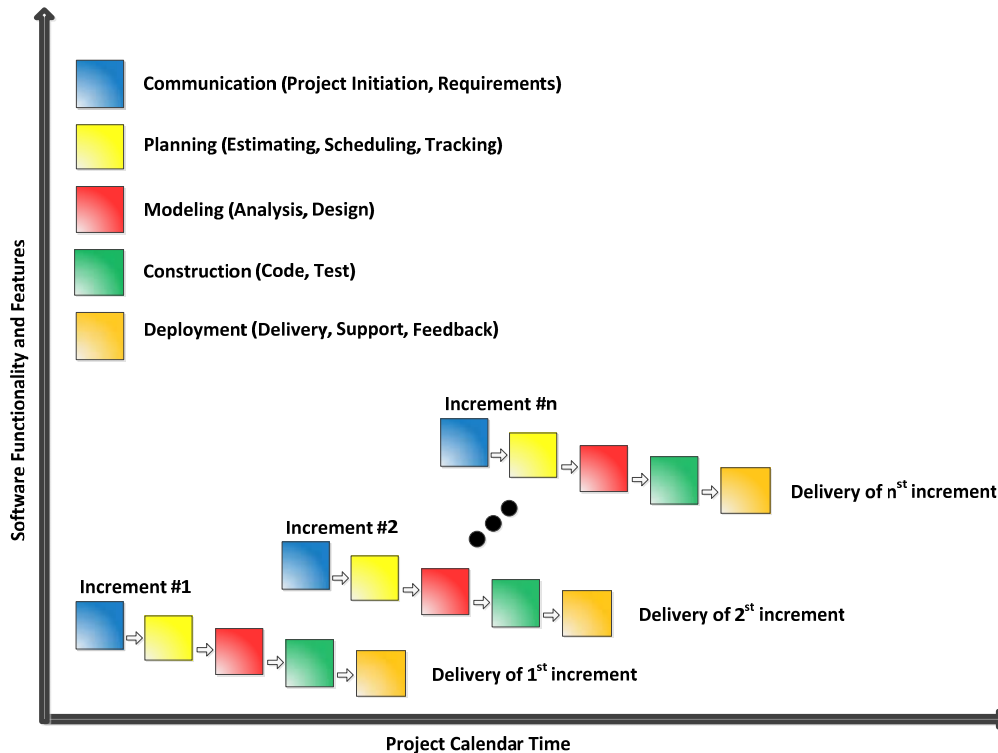 Software Functionality and Features
Communication (Project Initiation, Requirements)
Planning (Estimating, Scheduling, Tracking)
Modeling (Analysis, Design)
Construction (Code, Test)
Deployment (Delivery, Support, Feedback)
Increment #n
Delivery of nst increment
Increment #2
Delivery of 2st increment
Increment #1
Delivery of 1st increment
Project Calendar Time